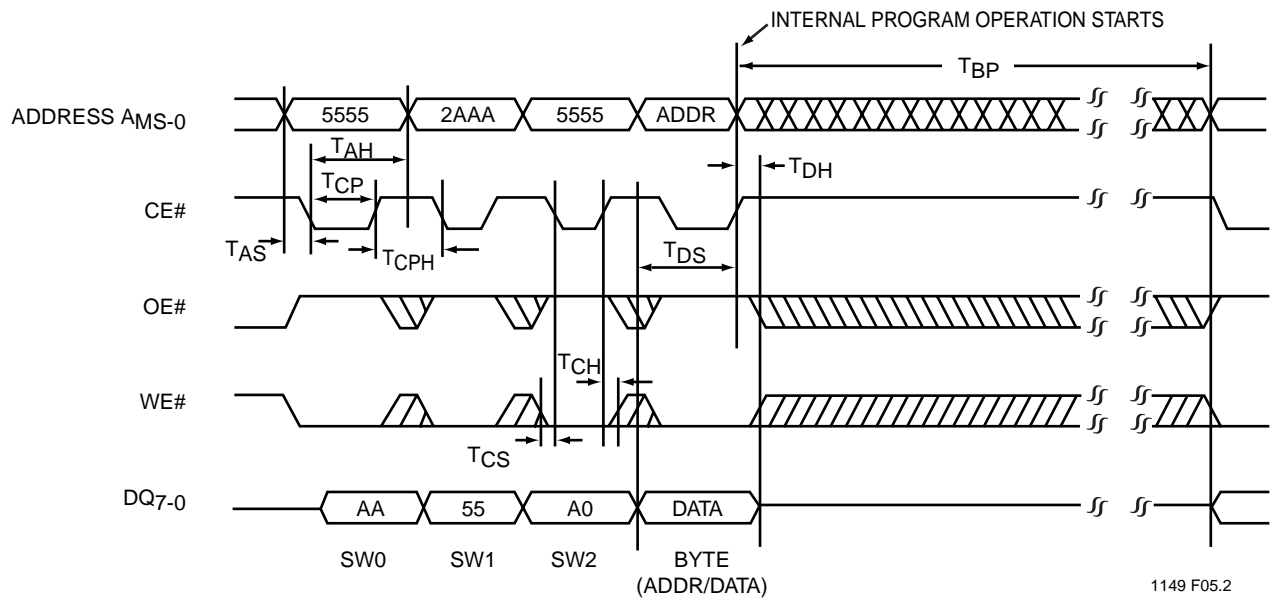 INTERNAL PROGRAM OPERATION STARTS
TBP
ADDRESS AMS-0
5555
2AAA
5555
ADDR
TAH
TDH
TCP
CE#
TAS
TCPH
TDS
OE#
TCH
WE#
TCS
DQ7-0
AA
55
A0
DATA
SW0
SW1
SW2
BYTE
(ADDR/DATA)
1149 F05.2